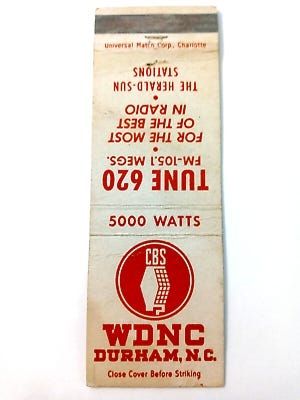 Universal Match Corp., Charlotte
TUNE 620
FM-105.1 MEGS.
FOR THE MOST
OF THE BEST
IN RADIO
•
THE HERALD-SUN
STATIONS
5000 WATTS
CBS
WDNC
DURHAM, N.C.
Close Cover Before Striking